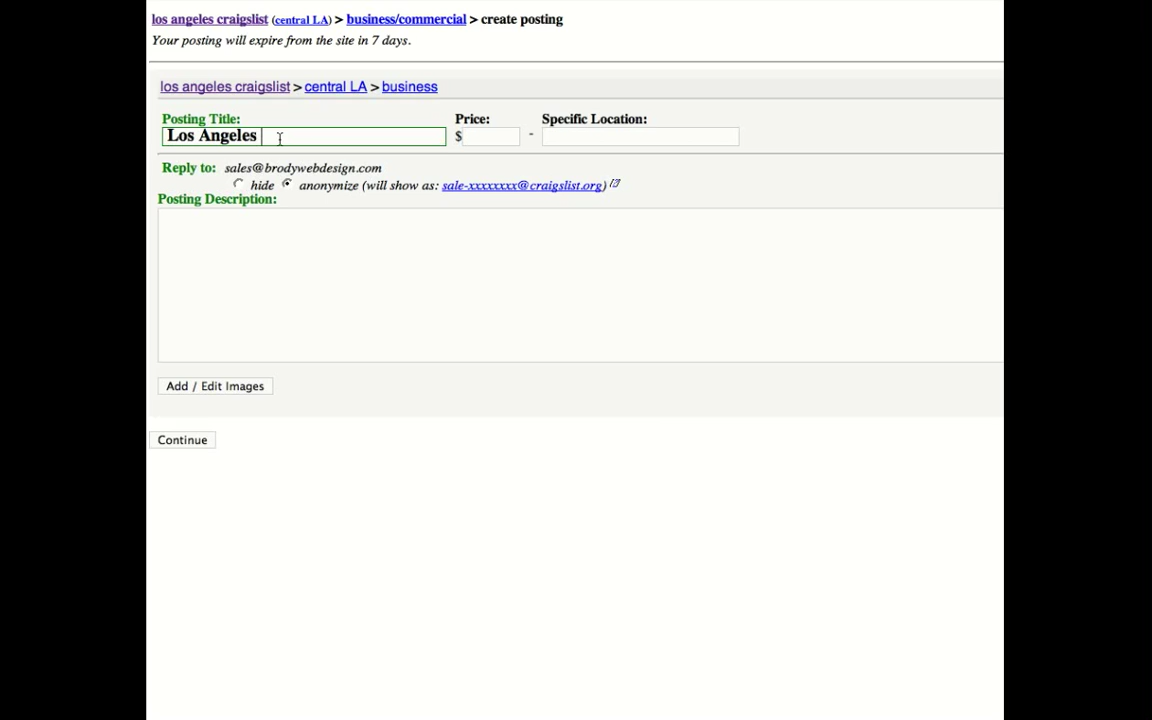 los angeles craigslist (central LA) > business/commercial > create posting
Your posting will expire from the site in 7 days.
los angeles craigslist > central LA > business
Posting Title: Price: Specific Location:
Los Angeles $ -
Reply to: sales@brodywebdesign.com
hide anonymize (will show as: sale-xxxxxxxx@craigslist.org)
Posting Description:
Add / Edit Images
Continue